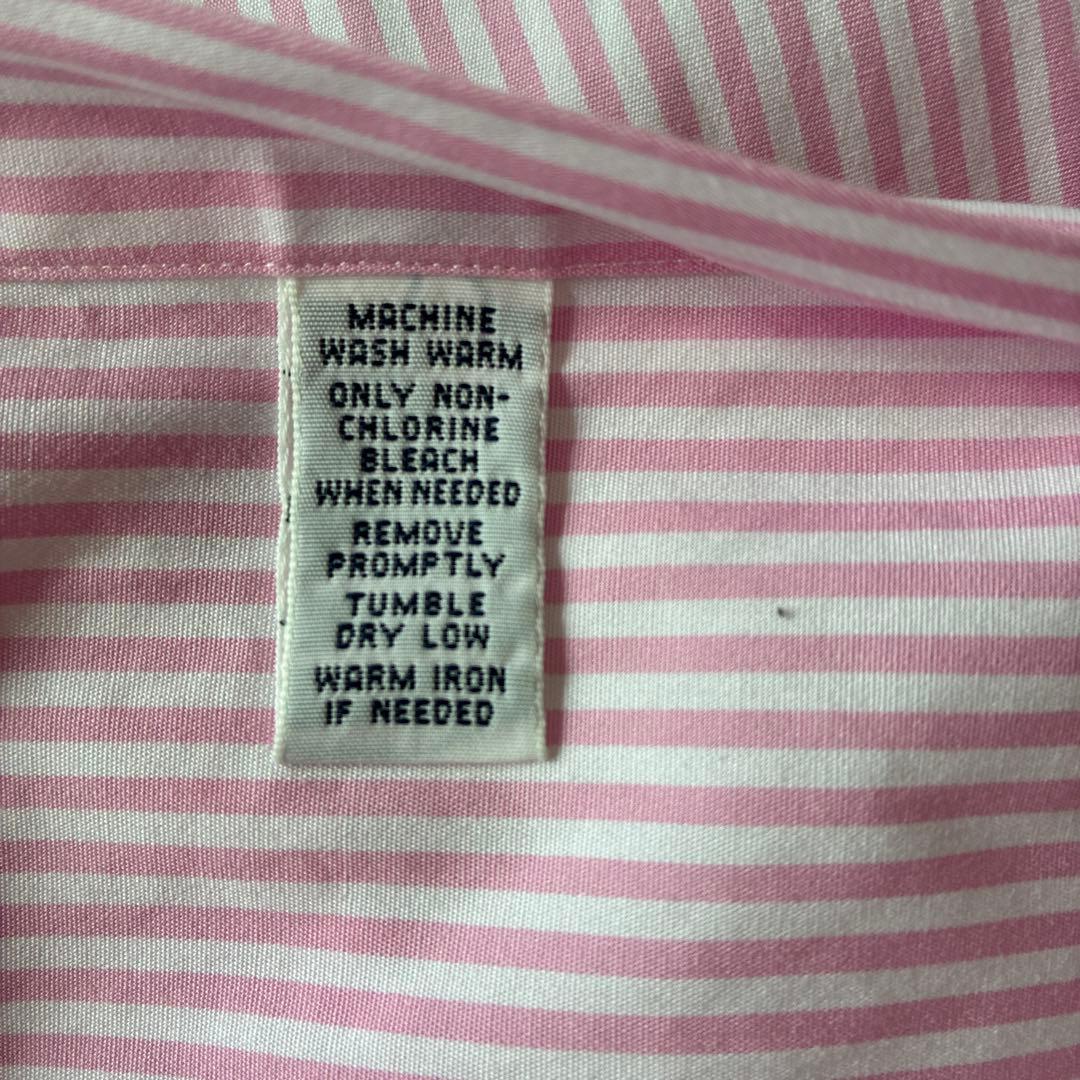 MACHINE
WASH WARM
ONLY NON-
CHLORINE
BLEACH
WHEN NEEDED
REMOVE
PROMPTLY
TUMBLE
DRY LOW
WARM IRON
IF NEEDED